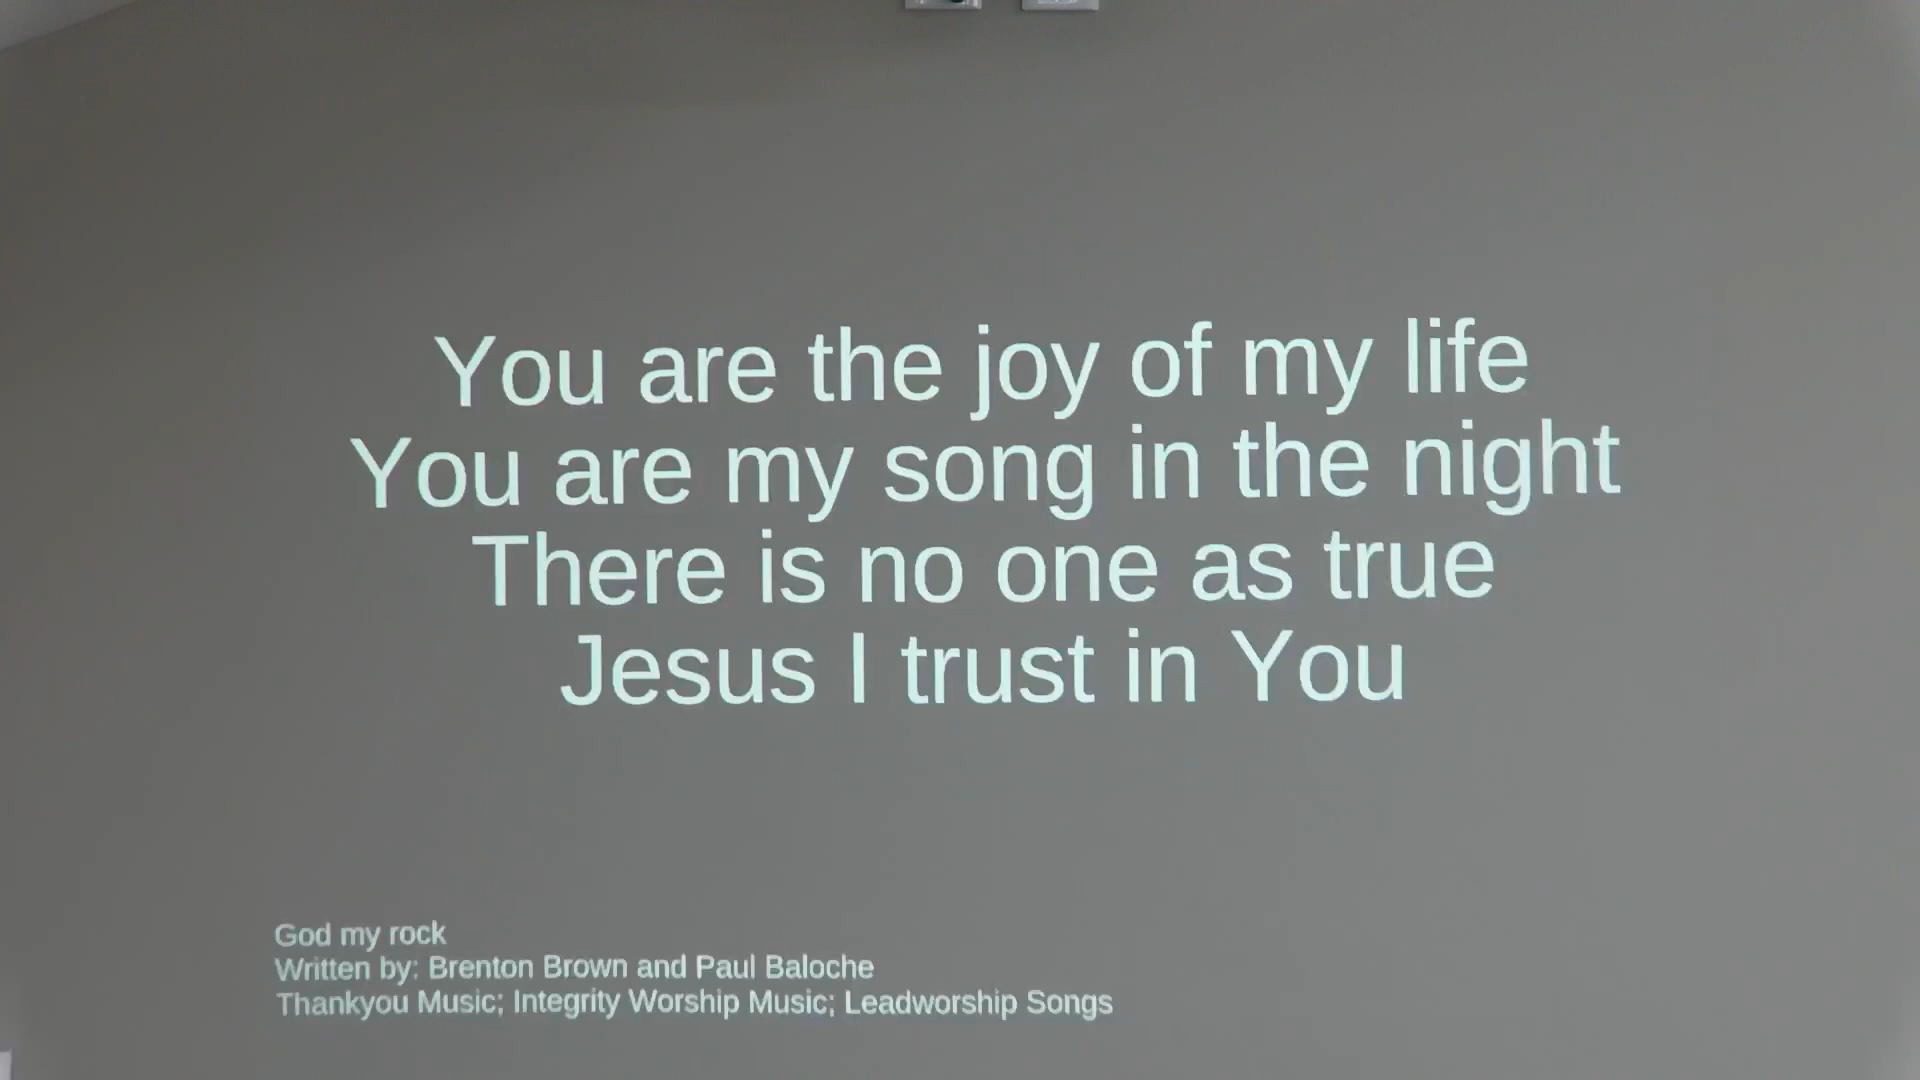 You are the joy of my life
You are my song in the night
There is no one as true
Jesus I trust in You
God my rock
Written by: Brenton Brown and Paul Baloche
Thankyou Music; Integrity Worship Music; Leadworship Songs